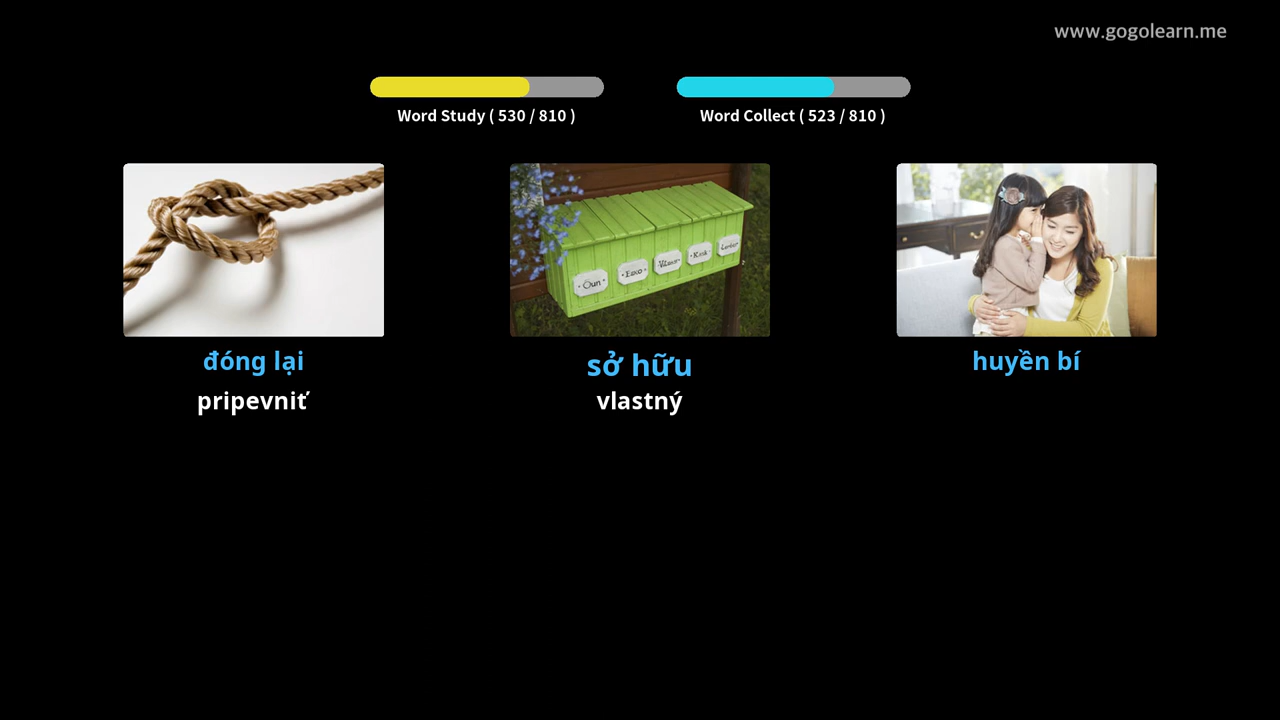 www.gogolearn.me
Word Study ( 530 / 810 )
Word Collect ( 523 / 810 )
đóng lại
sở hữu
huyền bí
pripevniť
vlastný